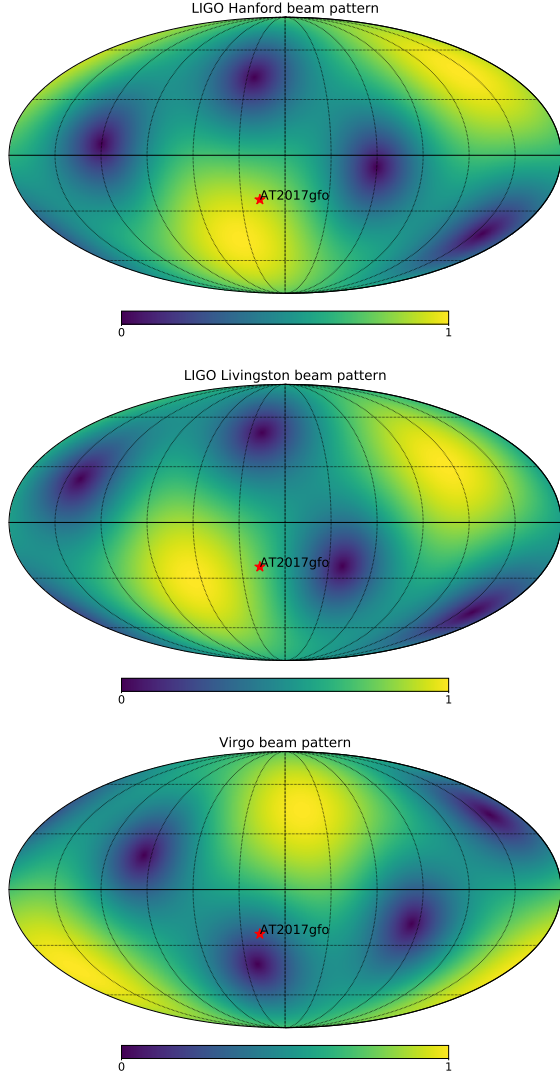 LIGO Hanford beam pattern
AT2017gfo
0 1
LIGO Livingston beam pattern
AT2017gfo
0 1
Virgo beam pattern
AT2017gfo
0 1